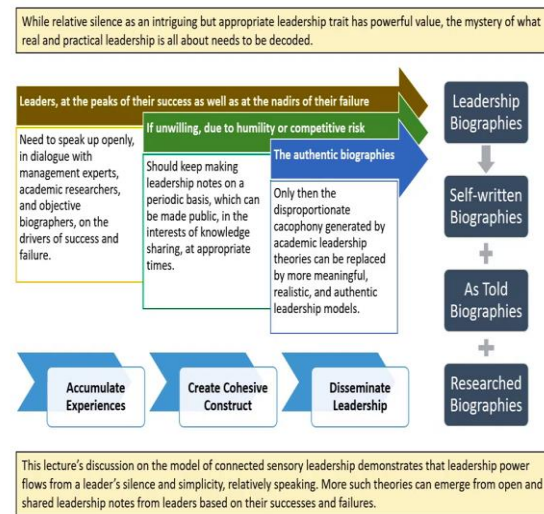 While relative silence as an intriguing but appropriate leadership trait has powerful value, the mystery of what
real and practical leadership is all about needs to be decoded.
Leaders, at the peaks of their success as well as at the nadirs of their failure
Need to speak up openly,
in dialogue with
management experts,
academic researchers,
and objective
biographers, on the
drivers of success and
failure.
If unwilling, due to humility or competitive risk
Should keep making
leadership notes on a
periodic basis, which can
be made public, in the
interests of knowledge
sharing, at appropriate
times.
The authentic biographies
Only then the
disproportionate
cacophony generated by
academic leadership
theories can be replaced
by more meaningful,
realistic, and authentic
leadership models.
Leadership
Biographies
Self-written
Biographies
+
As Told
Biographies
+
Researched
Biographies
Accumulate
Experiences
Create Cohesive
Construct
Disseminate
Leadership
This lecture's discussion on the model of connected sensory leadership demonstrates that leadership power
flows from a leader's silence and simplicity, relatively speaking. More such theories can emerge from open and
shared leadership notes from leaders based on their successes and failures.